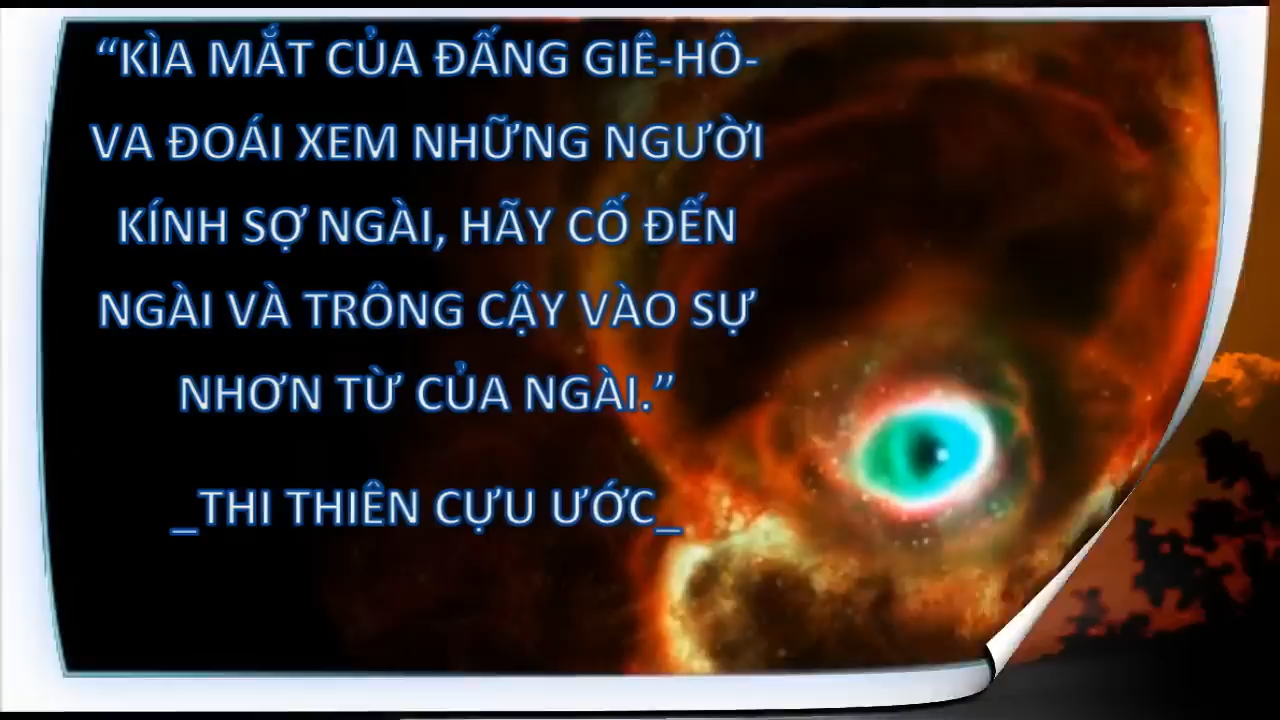 “KÌA MẮT CỦA ĐẤNG GIÊ-HÔ-
VA ĐOÁI XEM NHỮNG NGƯỜI
KÍNH SỢ NGÀI, HÃY CỐ ĐẾN
NGÀI VÀ TRÔNG CẬY VÀO SỰ
NHƠN TỪ CỦA NGÀI.”
_THI THIÊN CỰU ƯỚC_